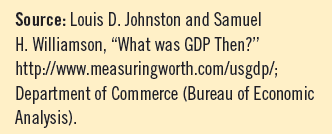 Source: Louis D. Johnston and Samuel
H. Williamson, “What was GDP Then?”
http://www.measuringworth.com/usgdp/;
Department of Commerce (Bureau of Economic
Analysis).